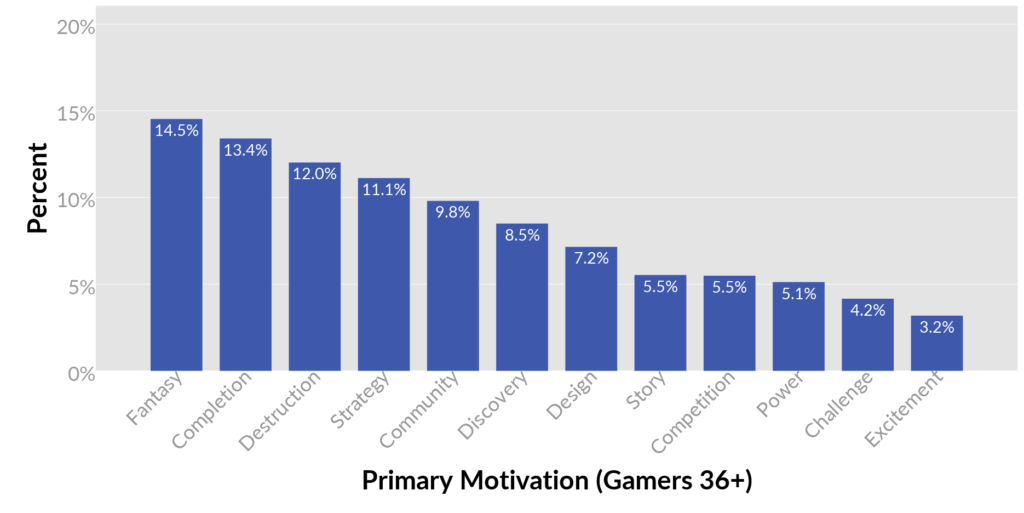 20%
15%
10%
5%
0%
Percent
14.5%
13.4%
12.0%
11.1%
9.8%
8.5%
7.2%
5.5%
5.5%
5.1%
4.2%
3.2%
Fantasy
Completion
Destruction
Strategy
Community
Discovery
Design
Story
Competition
Power
Challenge
Excitement
Primary Motivation (Gamers 36+)